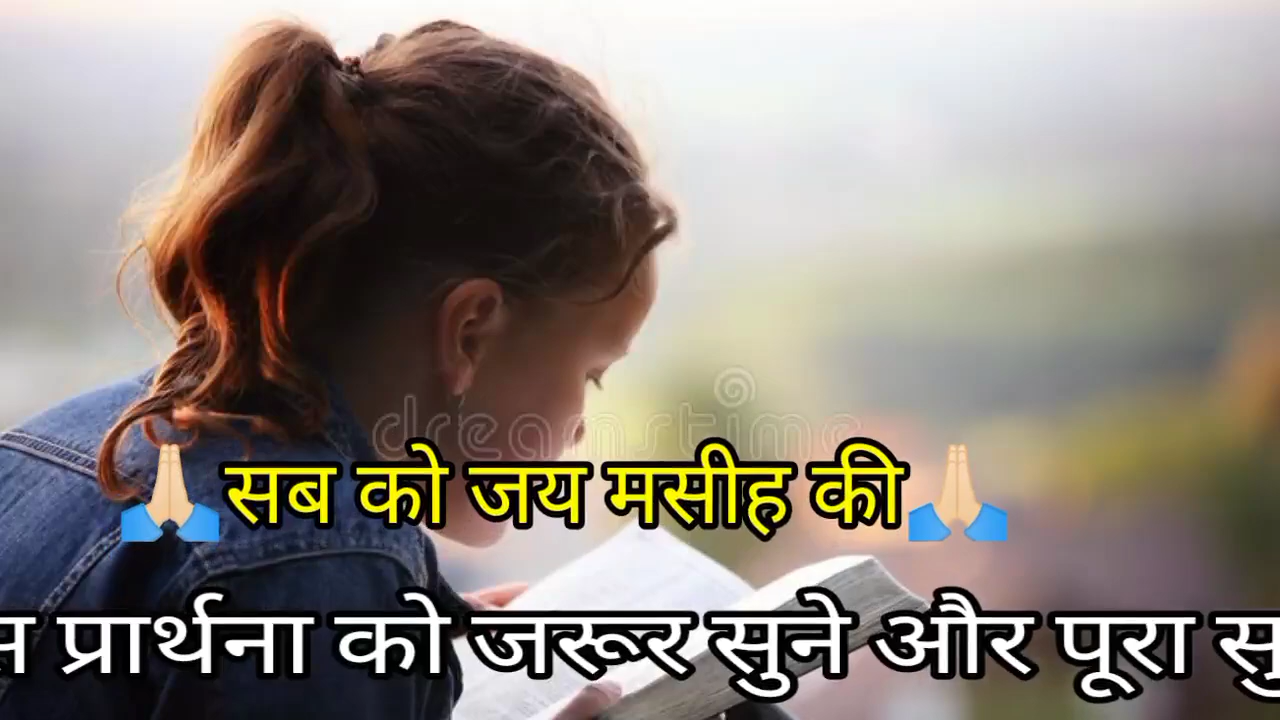 dreamstime
🙏🏻सब को जय मसीह की🙏🏻
प्रार्थना को जरूर सुने और पूरा